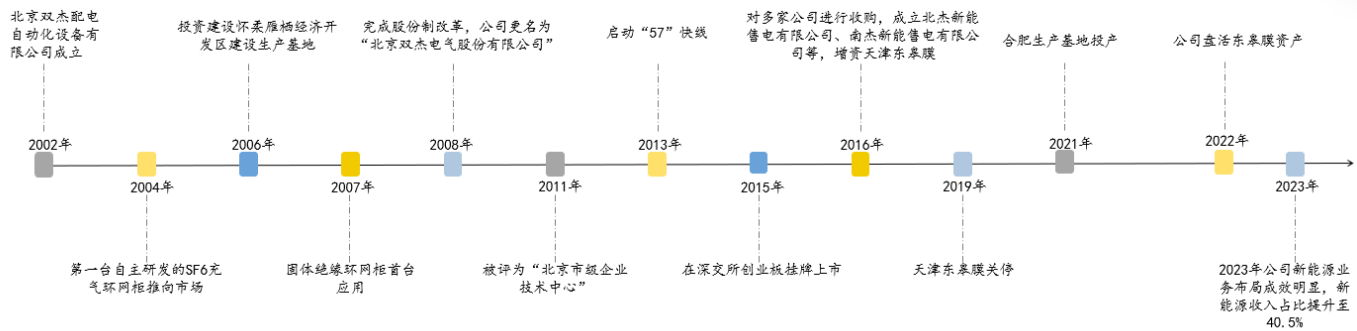 北京双杰配电
自动化设备有
限公司成立
投资建设怀柔雁栖经济开
发区建设生产基地
完成股份制改革，公司更名为
“北京双杰电气股份有限公司”
启动“57”快线
对多家公司进行收购，成立北杰新能
售电有限公司、南杰新能售电有限公
司等，增资天津东皋膜
合肥生产基地投产
公司盘活东皋膜资产
2002年
2006年
2008年
2013年
2016年
2021年
2022年
2004年
2007年
2011年
2015年
2019年
2023年
第一台自主研发的SF6充
气环网柜推向市场
固体绝缘环网柜首台
应用
被评为“北京市级企业
技术中心”
在深交所创业板挂牌上市
天津东皋膜关停
2023年公司新能源业
务布局成效明显，新
能源收入占比提升至
40.5%